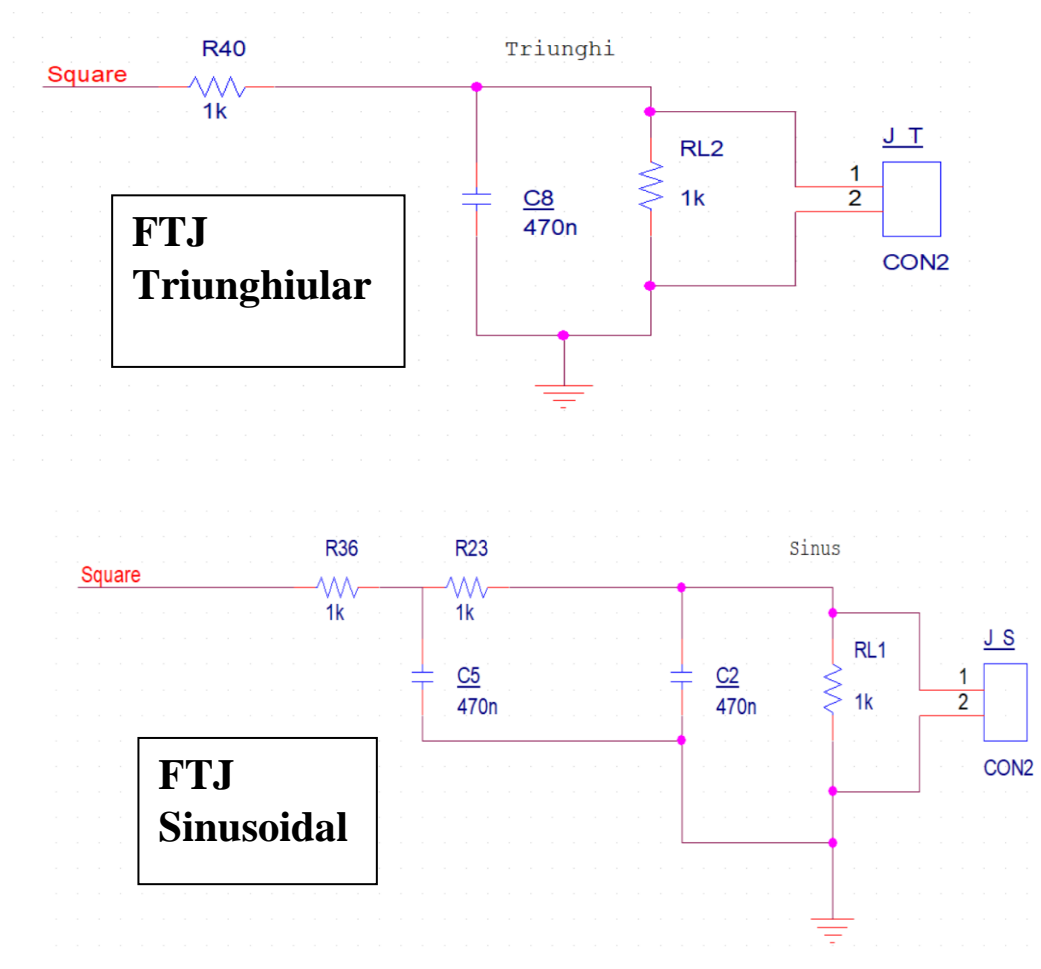 R40
Triunghi
Square
1k
J T
RL2
1k
1
2
C8
470n
CON2
FTJ
Triunghiular
R36
R23
Sinus
Square
1k
1k
J S
RL1
1k
1
2
C5
470n
C2
470n
CON2
FTJ
Sinusoidal